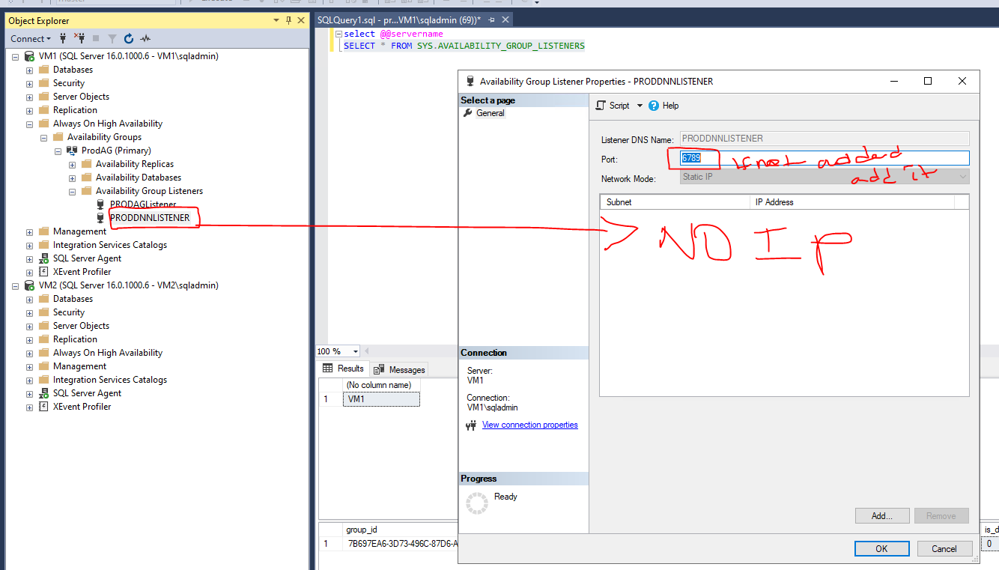 master
Execute
Object Explorer
Connect
VM1 (SQL Server 16.0.1000.6 - VM1\sqladmin)
Databases
Security
Server Objects
Replication
Always On High Availability
Availability Groups
ProdAG (Primary)
Availability Replicas
Availability Databases
Availability Group Listeners
PRODAGListener
PRODDNNLISTENER
Management
Integration Services Catalogs
SQL Server Agent
XEvent Profiler
VM2 (SQL Server 16.0.1000.6 - VM2\sqladmin)
Databases
Security
Server Objects
Replication
Always On High Availability
Management
Integration Services Catalogs
SQL Server Agent
XEvent Profiler
SQLQuery1.sql - pr...VM1\sqladmin (69))*
select @@servername
SELECT * FROM SYS.AVAILABILITY_GROUP_LISTENERS
100 %
Results
Messages
(No column name)
1 VM1
group_id
1 7B697EA6-3D73-496C-87D6-A
is_d
0
Availability Group Listener Properties - PRODDNNLISTENER
Select a page
General
Script
Help
Listener DNS Name: PRODDNNLISTENER
Port: 6789
If not added
add it
Network Mode: Static IP
Subnet
IP Address
NO IP
Connection
Server:
VM1
Connection:
VM1\sqladmin
View connection properties
Progress
Ready
Add...
Remove
OK
Cancel